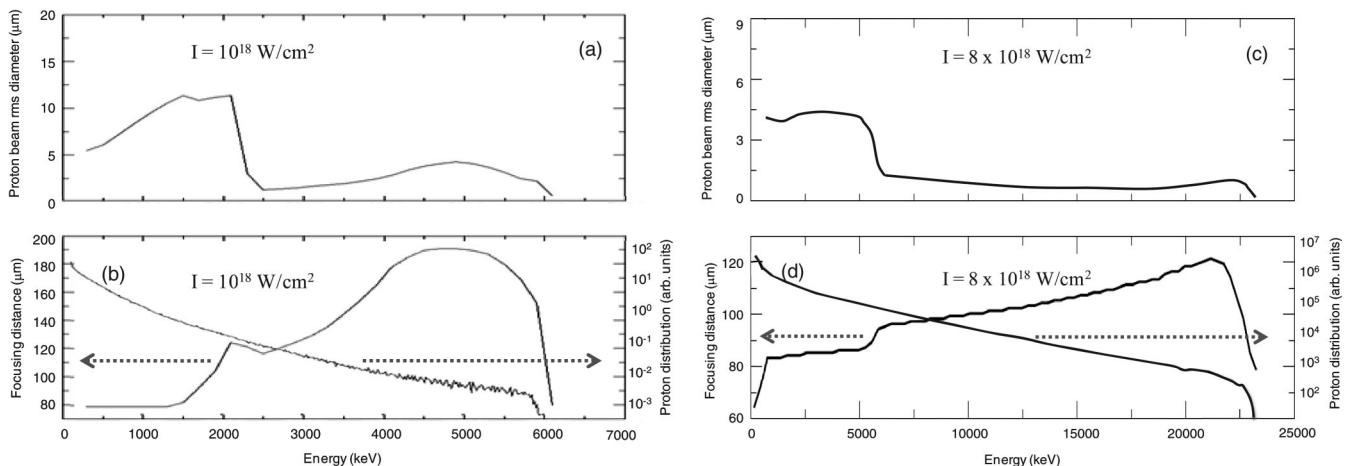 Proton beam rms diameter (μm)
20
15
10
5
0
I = 10¹⁸ W/cm²
(a)
Focusing distance (μm)
200
180
160
140
120
100
80
(b)
I = 10¹⁸ W/cm²
10²
10¹
10⁰
10⁻¹
10⁻²
10⁻³
Proton distribution (arb. units)
0 1000 2000 3000 4000 5000 6000 7000
Energy (keV)
Proton beam rms diameter (μm)
9
6
3
0
I = 8 x 10¹⁸ W/cm²
(c)
Focusing distance (μm)
120
100
80
60
(d)
I = 8 x 10¹⁸ W/cm²
10⁷
10⁶
10⁵
10⁴
10³
10²
Proton distribution (arb. units)
0 5000 10000 15000 20000 25000
Energy (keV)